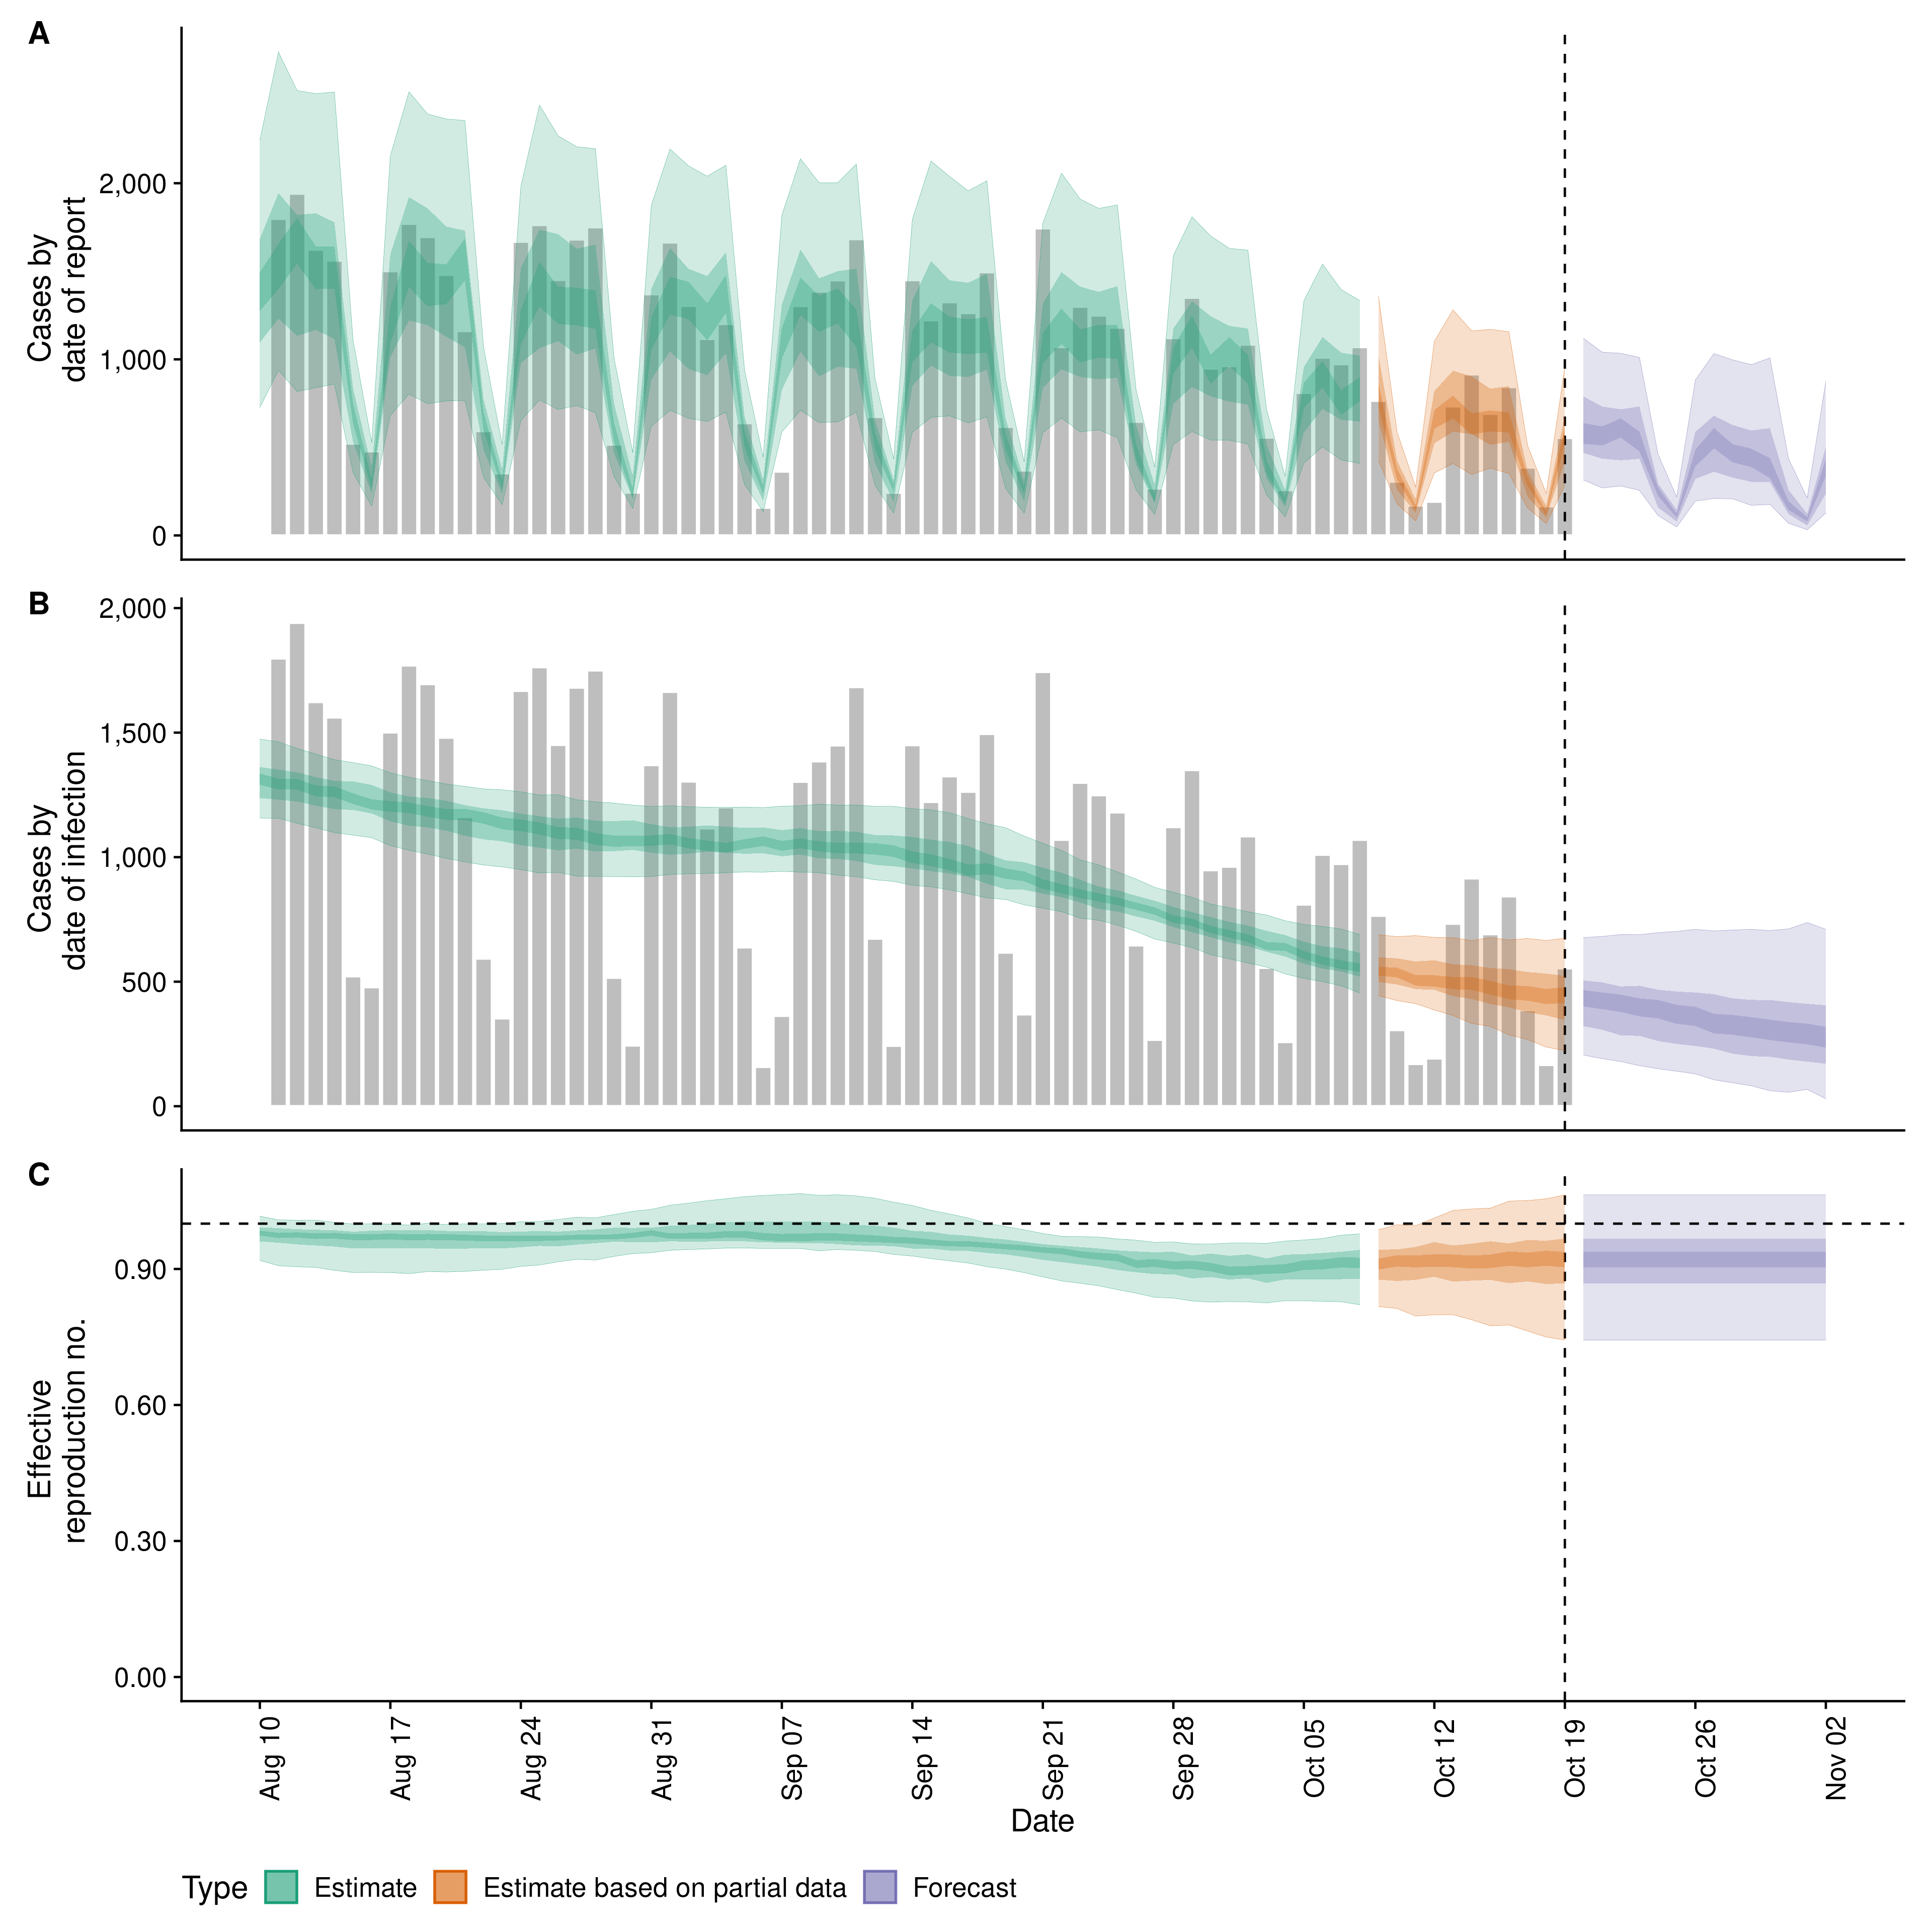 A
Cases by
date of report
2,000
1,000
0
B
Cases by
date of infection
2,000
1,500
1,000
500
0
C
Effective
reproduction no.
0.90
0.60
0.30
0.00
Aug 10
Aug 17
Aug 24
Aug 31
Sep 07
Sep 14
Sep 21
Sep 28
Oct 05
Oct 12
Oct 19
Oct 26
Nov 02
Date
Type Estimate Estimate based on partial data Forecast